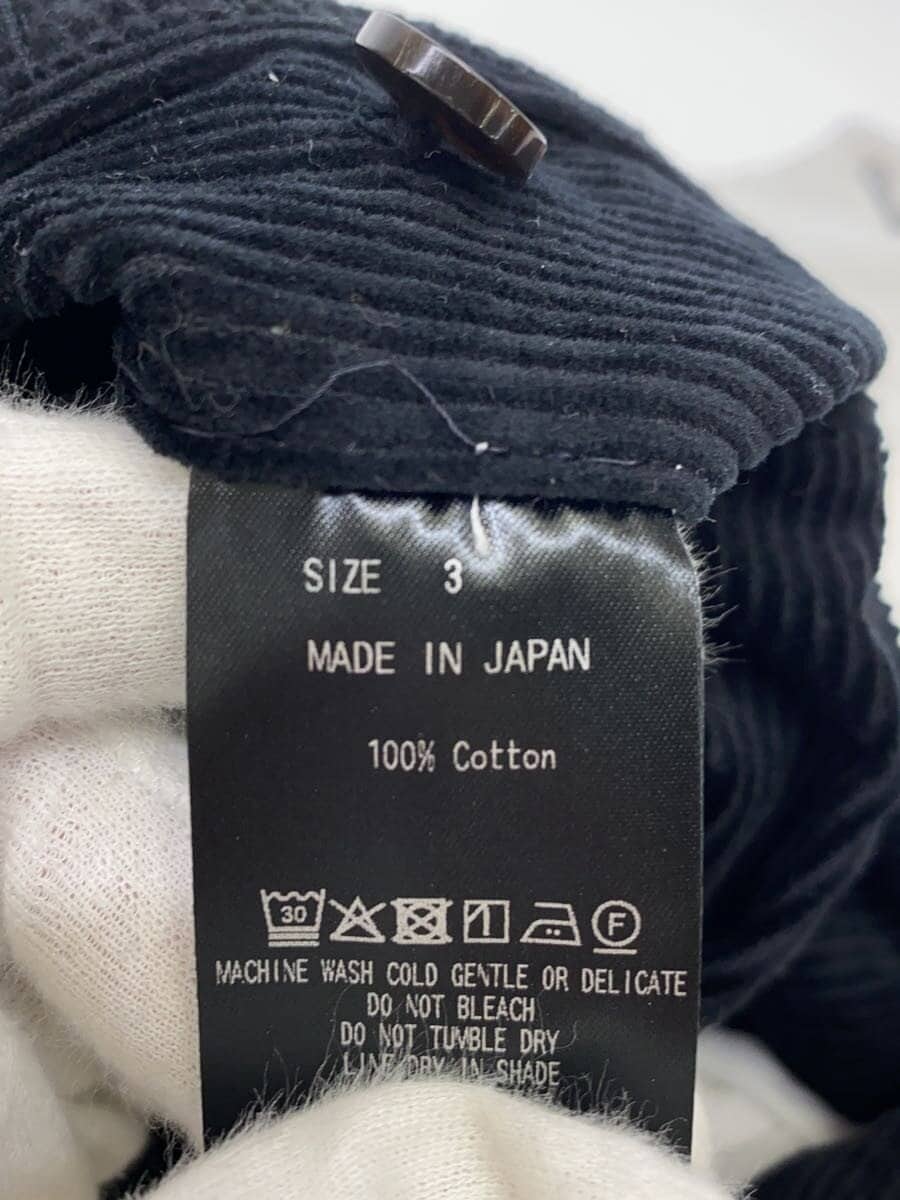 SIZE 3
MADE IN JAPAN
100% Cotton
30 F
MACHINE WASH COLD GENTLE OR DELICATE
DO NOT BLEACH
DO NOT TUMBLE DRY
LINE DRY IN SHADE